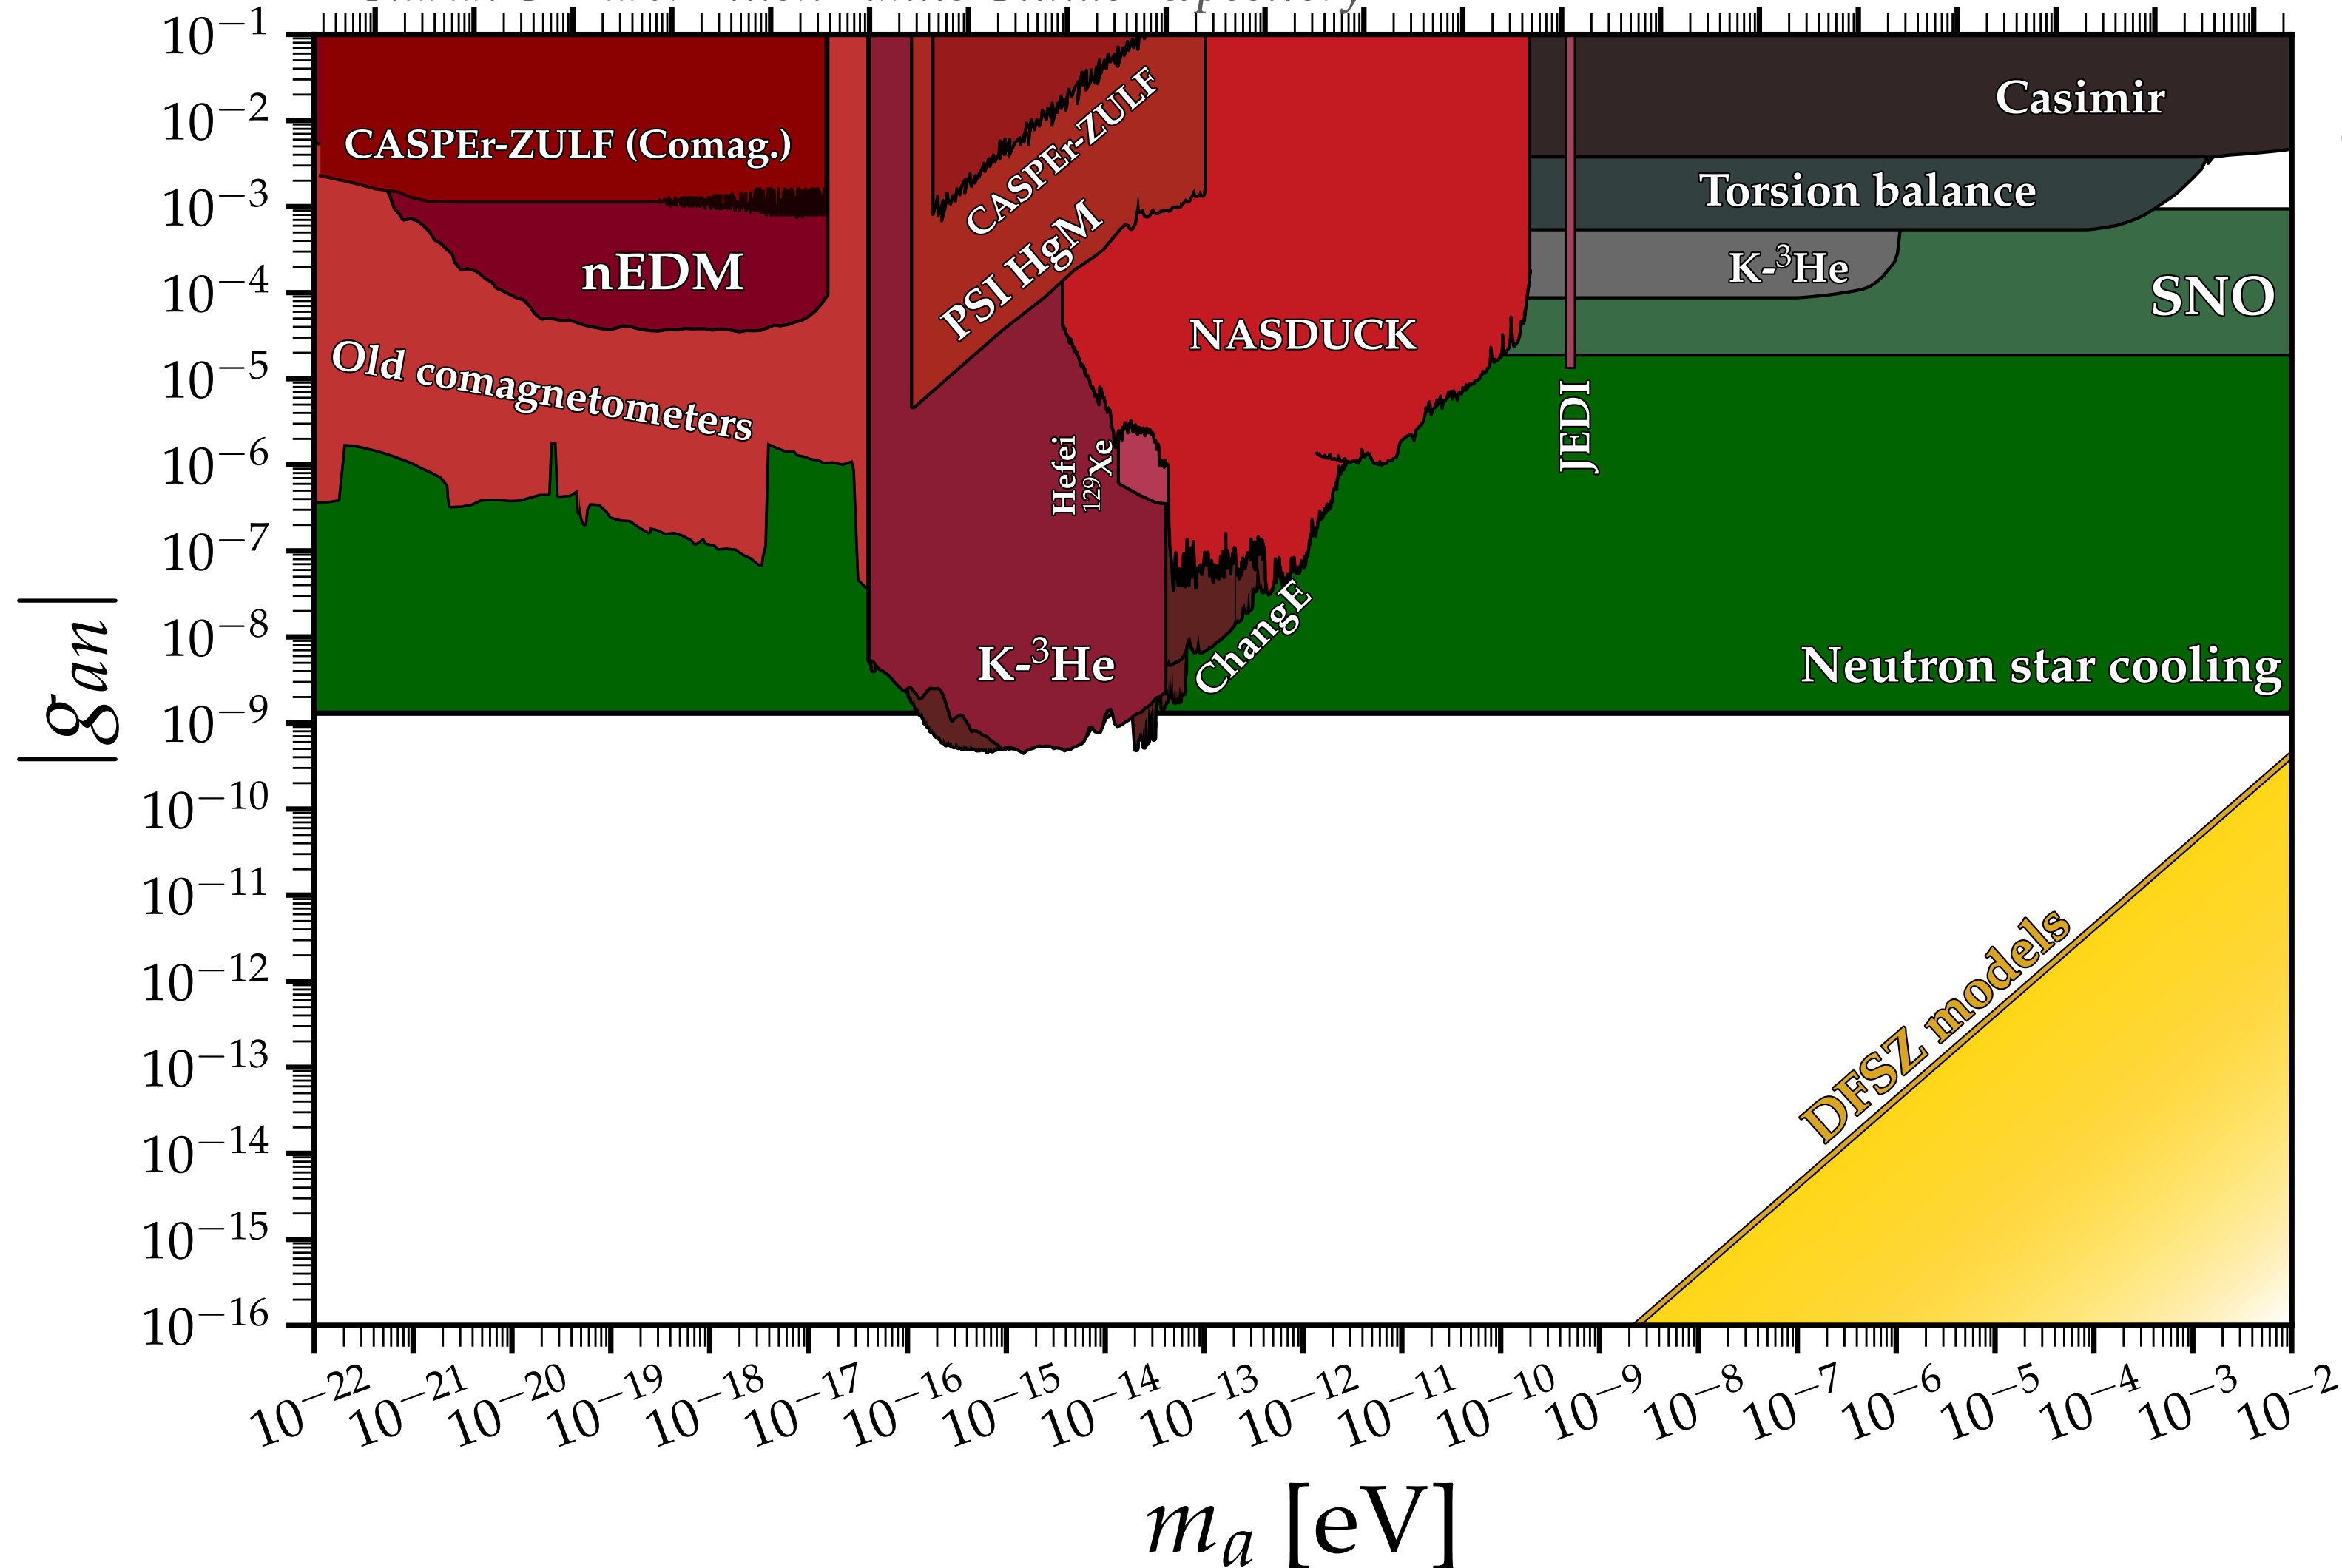 10−1
10−2
10−3
10−4
10−5
10−6
10−7
10−8
10−9
10−10
10−11
10−12
10−13
10−14
10−15
10−16
|gan|
CASPEr-ZULF (Comag.)
nEDM
Old comagnetometers
CASPEr-ZULF
PSI HgM
NASDUCK
Hefei
129Xe
K-3He
ChangE
Casimir
Torsion balance
K-3He
SNO
JEDI
Neutron star cooling
DFSZ models
10−22 10−21 10−20 10−19 10−18 10−17 10−16 10−15 10−14 10−13 10−12 10−11 10−10 10−9 10−8 10−7 10−6 10−5 10−4 10−3 10−2
ma [eV]